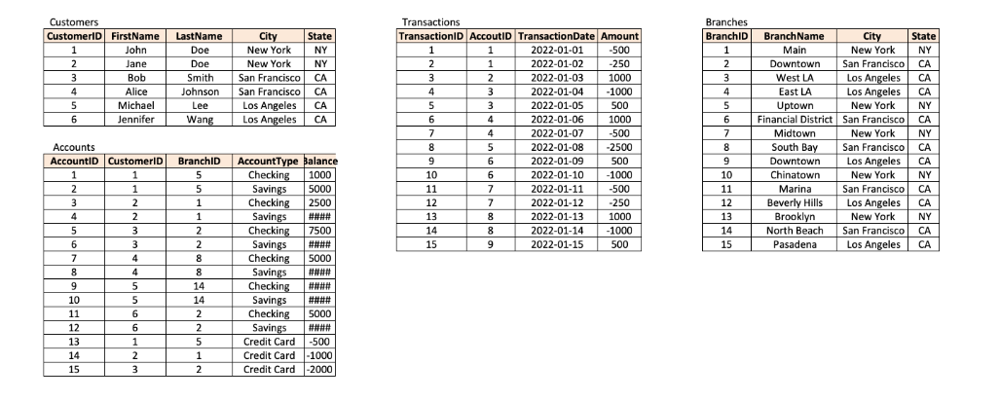 Customers
CustomerID FirstName LastName City State
1 John Doe New York NY
2 Jane Doe New York NY
3 Bob Smith San Francisco CA
4 Alice Johnson San Francisco CA
5 Michael Lee Los Angeles CA
6 Jennifer Wang Los Angeles CA
Accounts
AccountID CustomerID BranchID AccountType Balance
1 1 5 Checking 1000
2 1 5 Savings 5000
3 2 1 Checking 2500
4 2 1 Savings ####
5 3 2 Checking 7500
6 3 2 Savings ####
7 4 8 Checking 5000
8 4 8 Savings ####
9 5 14 Checking ####
10 5 14 Savings ####
11 6 2 Checking 5000
12 6 2 Savings ####
13 1 5 Credit Card -500
14 2 1 Credit Card -1000
15 3 2 Credit Card -2000
Transactions
TransactionID AccoutID TransactionDate Amount
1 1 2022-01-01 -500
2 1 2022-01-02 -250
3 2 2022-01-03 1000
4 3 2022-01-04 -1000
5 3 2022-01-05 500
6 4 2022-01-06 1000
7 4 2022-01-07 -500
8 5 2022-01-08 -2500
9 6 2022-01-09 500
10 6 2022-01-10 -1000
11 7 2022-01-11 -500
12 7 2022-01-12 -250
13 8 2022-01-13 1000
14 8 2022-01-14 -1000
15 9 2022-01-15 500
Branches
BranchID BranchName City State
1 Main New York NY
2 Downtown San Francisco CA
3 West LA Los Angeles CA
4 East LA Los Angeles CA
5 Uptown New York NY
6 Financial District San Francisco CA
7 Midtown New York NY
8 South Bay San Francisco CA
9 Downtown Los Angeles CA
10 Chinatown New York NY
11 Marina San Francisco CA
12 Beverly Hills Los Angeles CA
13 Brooklyn New York NY
14 North Beach San Francisco CA
15 Pasadena Los Angeles CA